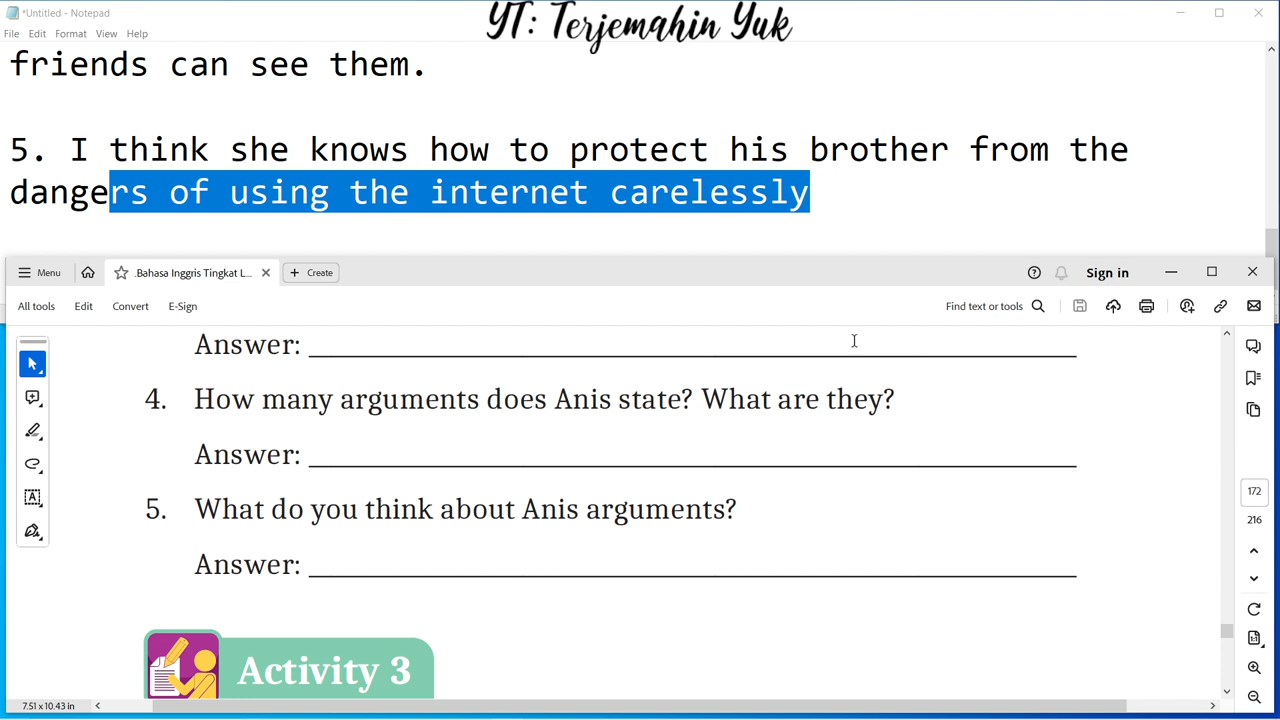 *Untitled - Notepad
YT: Terjemahin Yuk
File Edit Format View Help
friends can see them.
5. I think she knows how to protect his brother from the
dangers of using the internet carelessly
Menu
.Bahasa Inggris Tingkat L...
Create
Sign in
All tools Edit Convert E-Sign
Find text or tools
Answer: ___
4. How many arguments does Anis state? What are they?
Answer: ___
5. What do you think about Anis arguments?
Answer: ___
172
216
Activity 3
7.51 x 10.43 in